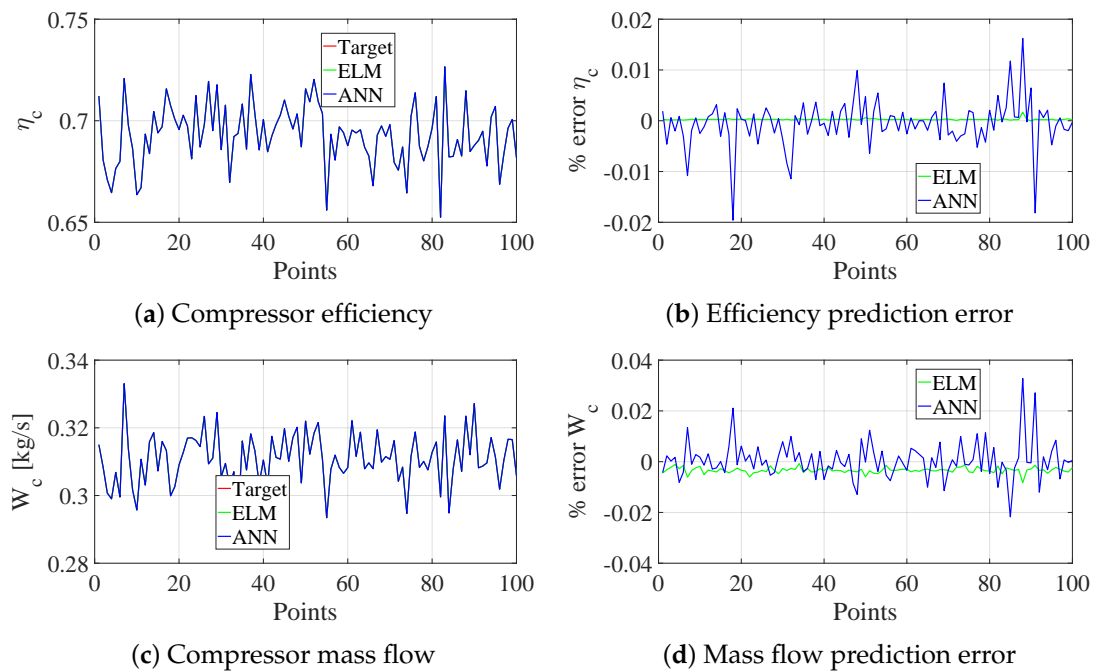 0.75
0.7
0.65
η_c
Target
ELM
ANN
0 20 40 60 80 100
Points
(a) Compressor efficiency
0.02
0.01
0
-0.01
-0.02
% error η_c
ELM
ANN
0 20 40 60 80 100
Points
(b) Efficiency prediction error
0.34
0.32
0.3
0.28
W_c [kg/s]
Target
ELM
ANN
0 20 40 60 80 100
Points
(c) Compressor mass flow
0.04
0.02
0
-0.02
-0.04
% error W_c
ELM
ANN
0 20 40 60 80 100
Points
(d) Mass flow prediction error